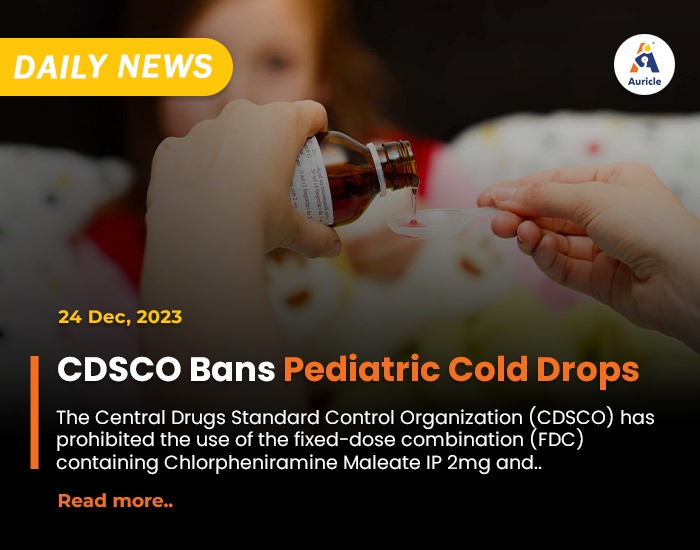 DAILY NEWS
Auricle
24 Dec, 2023
CDSCO Bans Pediatric Cold Drops
The Central Drugs Standard Control Organization (CDSCO) has
prohibited the use of the fixed-dose combination (FDC)
containing Chlorpheniramine Maleate IP 2mg and..
Read more..